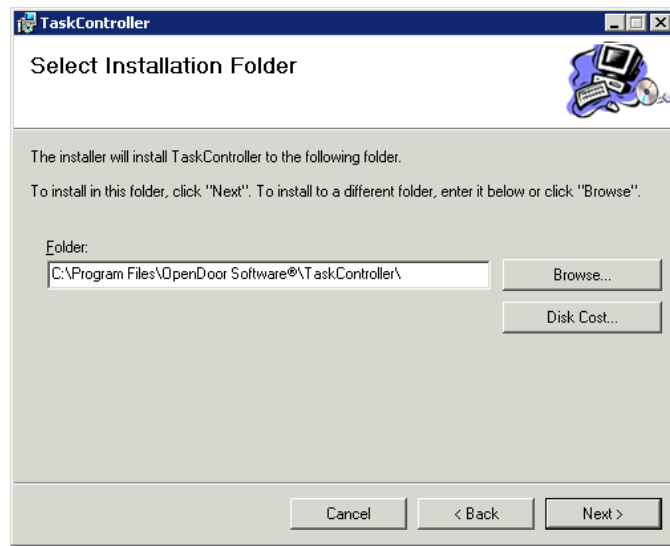 TaskController
Select Installation Folder
The installer will install TaskController to the following folder.
To install in this folder, click "Next". To install to a different folder, enter it below or click "Browse".
Folder:
C:\Program Files\OpenDoor Software®\TaskController\
Browse...
Disk Cost...
Cancel
< Back
Next >